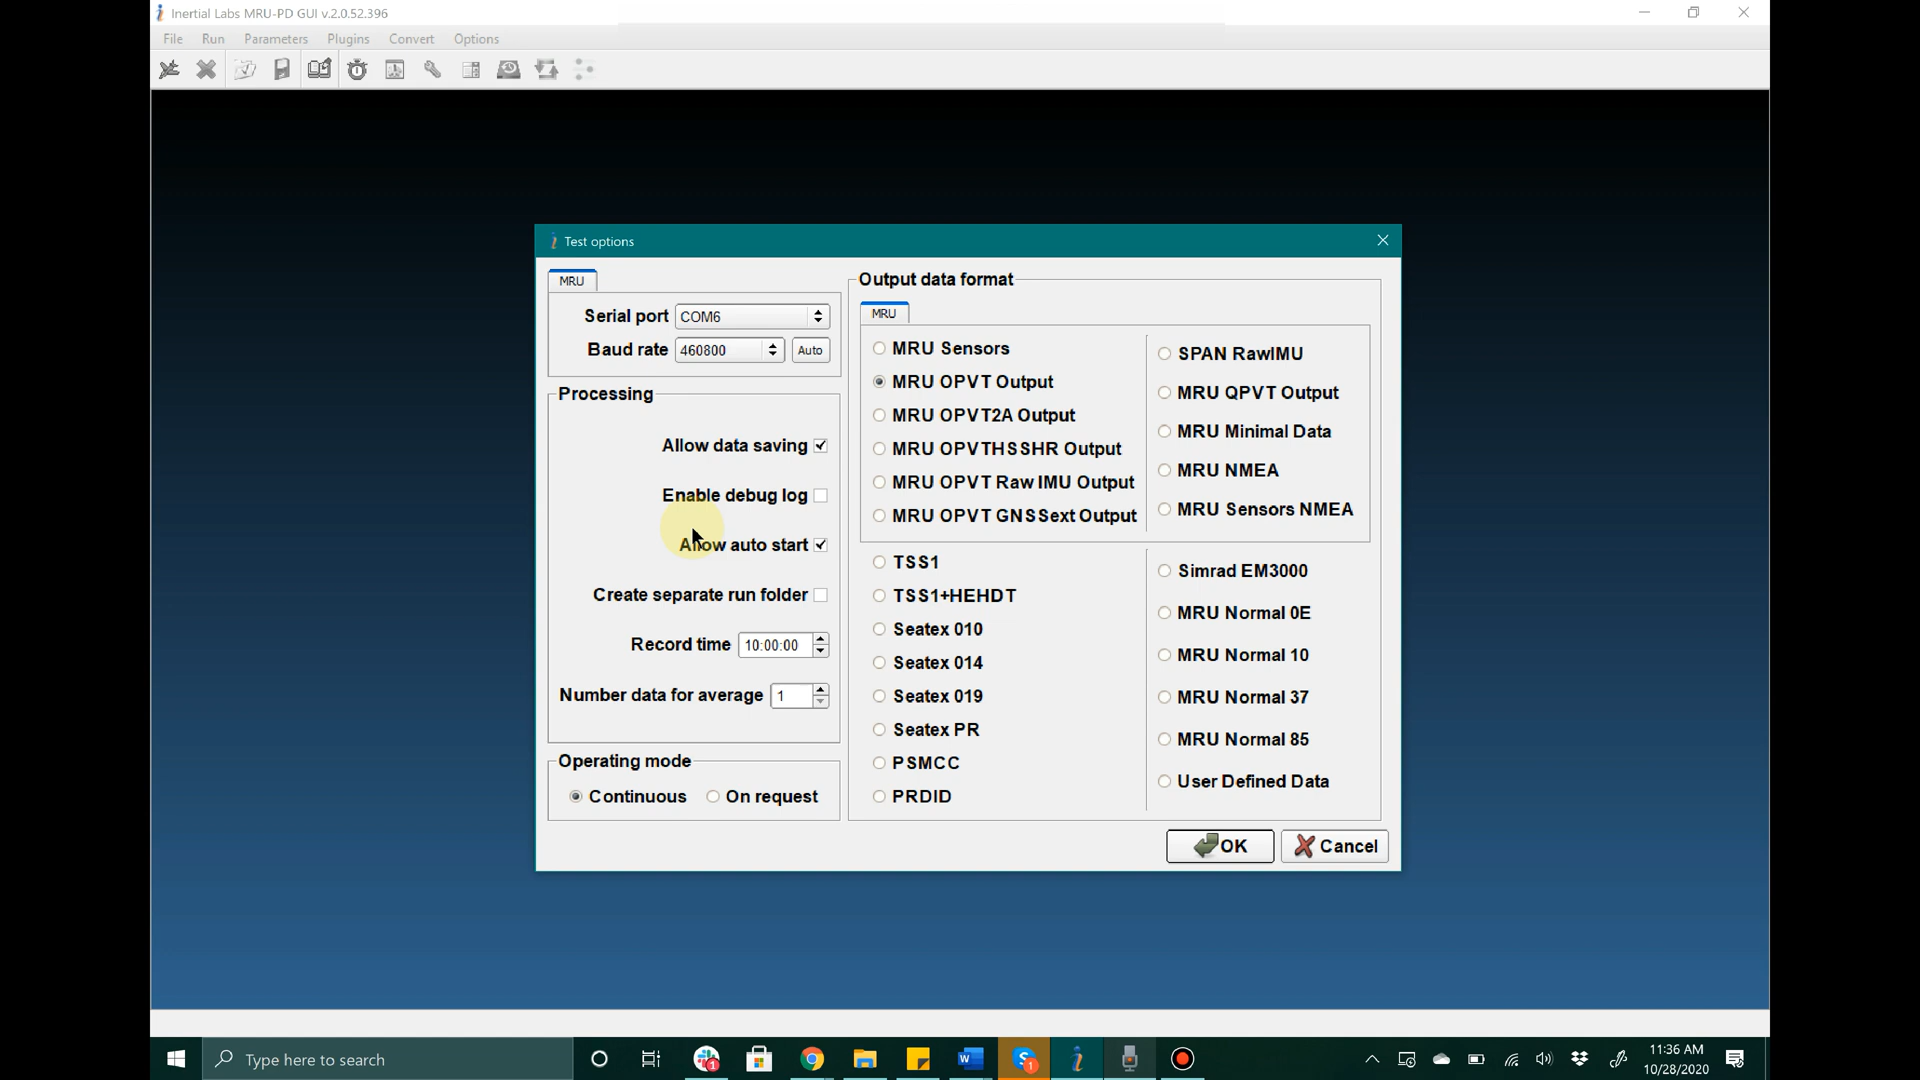 Inertial Labs MRU-PD GUI v.2.0.52.396
File Run Parameters Plugins Convert Options
Test options
MRU
Serial port COM6
Baud rate 460800 Auto
Processing
Allow data saving
Enable debug log
Allow auto start
Create separate run folder
Record time 10:00:00
Number data for average 1
Operating mode
Continuous On request
Output data format
MRU
MRU Sensors
MRU OPVT Output
MRU OPVT2A Output
MRU OPVTHSSHR Output
MRU OPVT Raw IMU Output
MRU OPVT GNSSext Output
SPAN RawIMU
MRU QPVT Output
MRU Minimal Data
MRU NMEA
MRU Sensors NMEA
TSS1
TSS1+HEHDT
Seatex 010
Seatex 014
Seatex 019
Seatex PR
PSMCC
PRDID
Simrad EM3000
MRU Normal 0E
MRU Normal 10
MRU Normal 37
MRU Normal 85
User Defined Data
OK Cancel
Type here to search
11:36 AM
10/28/2020